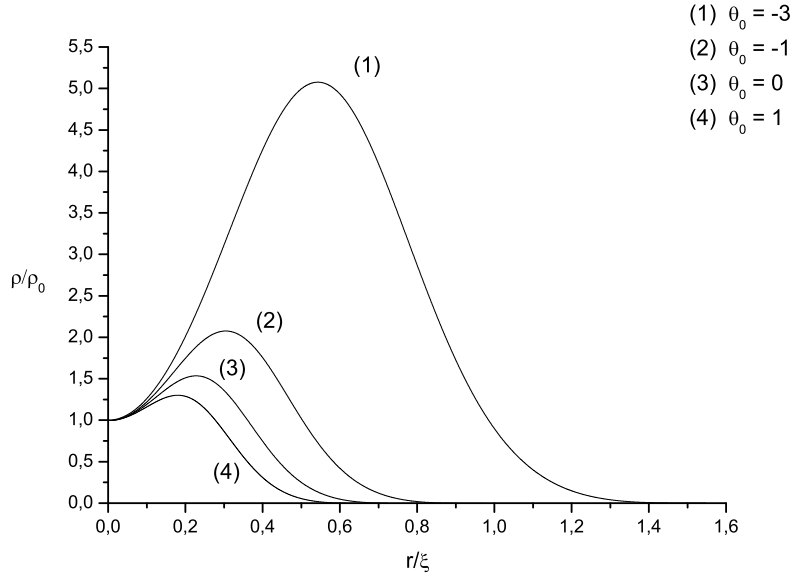 (1) θ₀ = -3
(2) θ₀ = -1
(3) θ₀ = 0
(4) θ₀ = 1
5,5
5,0
4,5
4,0
3,5
3,0
2,5
2,0
1,5
1,0
0,5
0,0
ρ/ρ₀
(1)
(2)
(3)
(4)
0,0 0,2 0,4 0,6 0,8 1,0 1,2 1,4 1,6
r/ξ